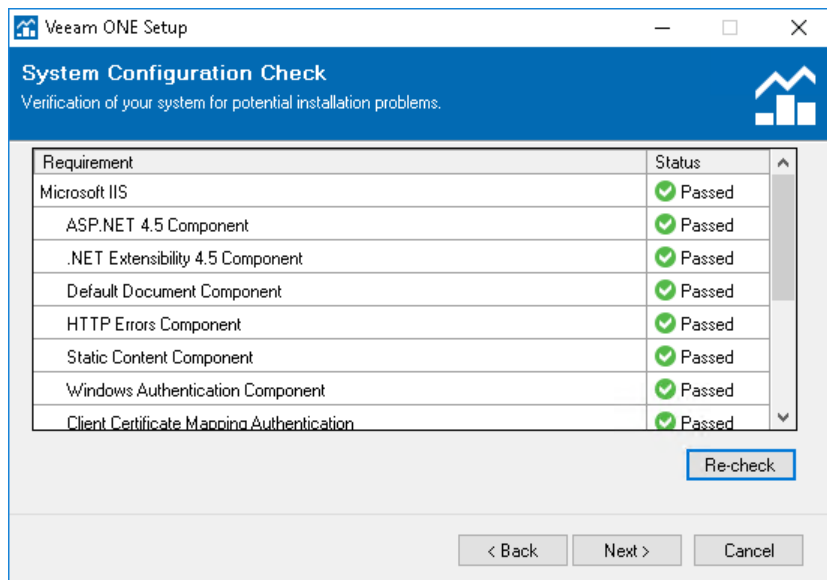 Veeam ONE Setup
System Configuration Check
Verification of your system for potential installation problems.
Requirement Status
Microsoft IIS Passed
ASP.NET 4.5 Component Passed
.NET Extensibility 4.5 Component Passed
Default Document Component Passed
HTTP Errors Component Passed
Static Content Component Passed
Windows Authentication Component Passed
Client Certificate Mapping Authentication Passed
Re-check
< Back Next > Cancel